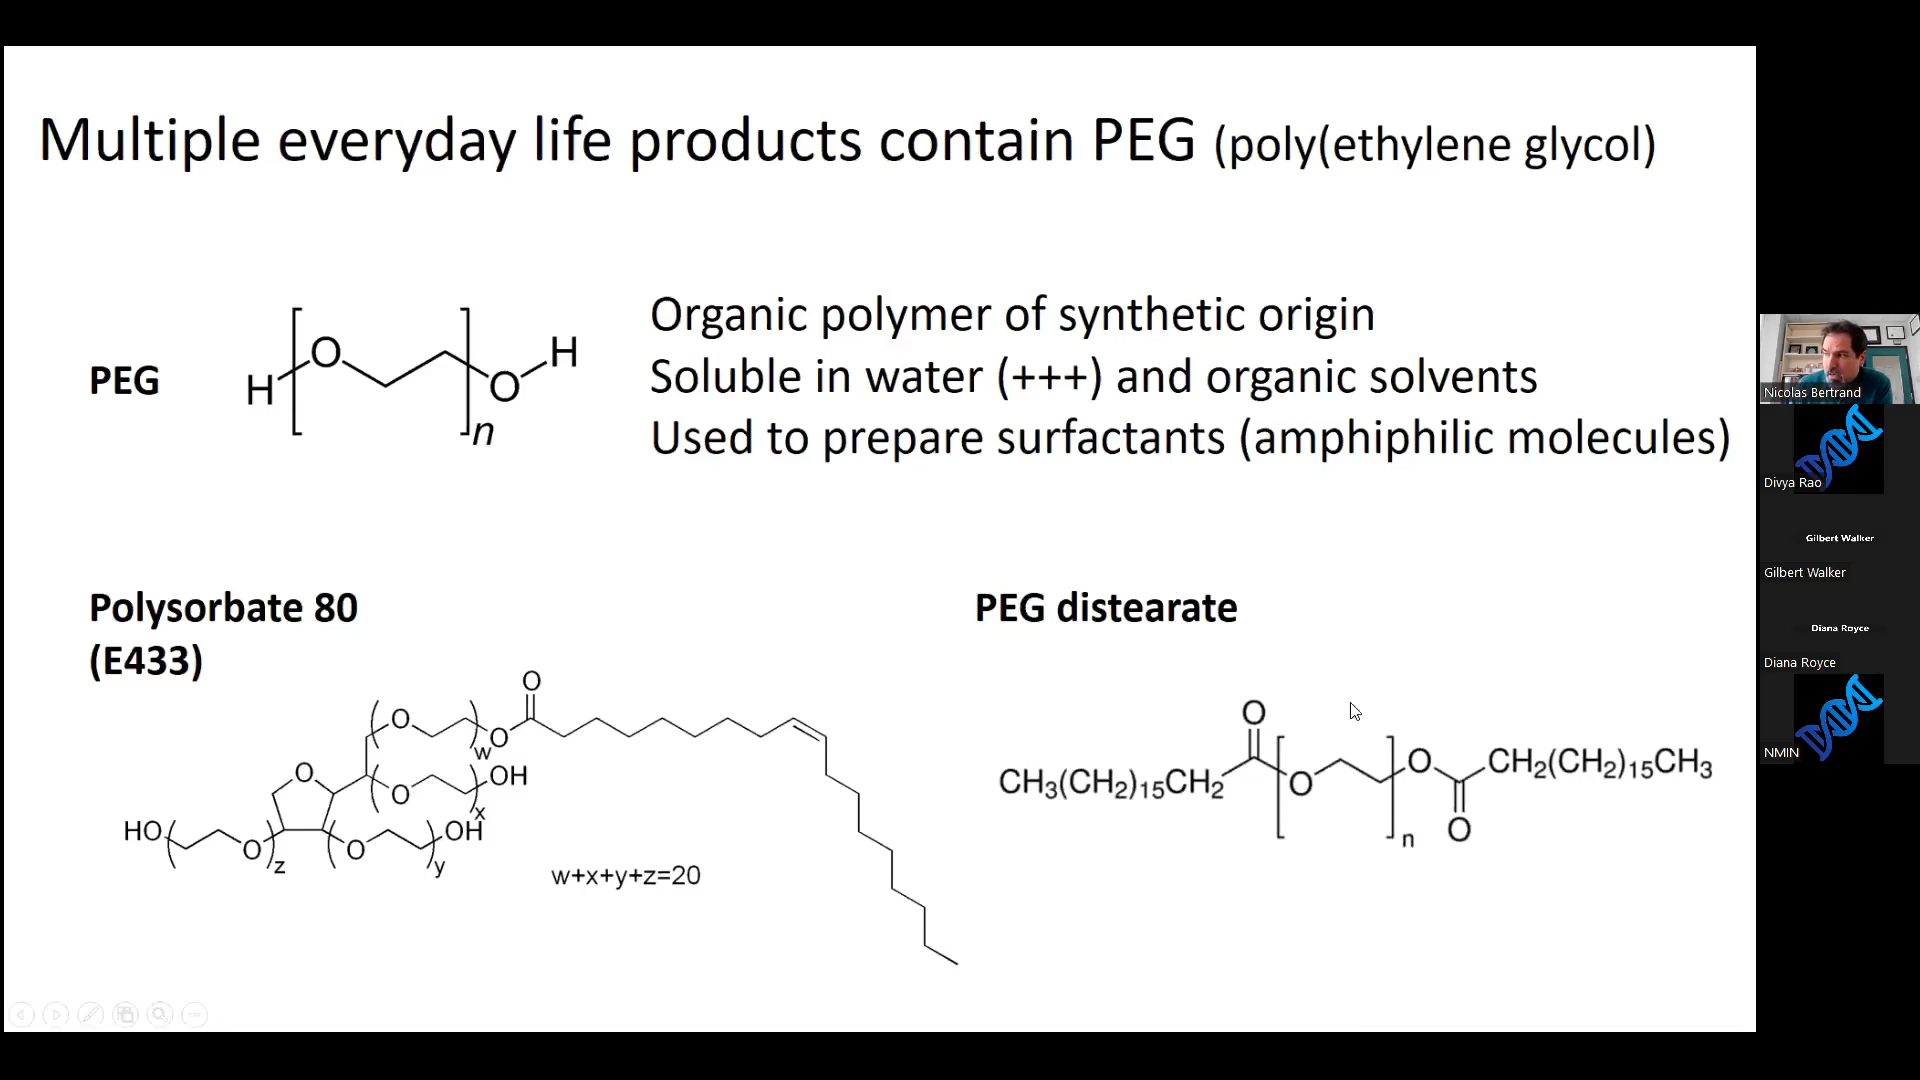 Multiple everyday life products contain PEG (poly(ethylene glycol)
PEG
H
O
n
O
H
Organic polymer of synthetic origin
Soluble in water (+++) and organic solvents
Used to prepare surfactants (amphiphilic molecules)
Polysorbate 80
(E433)
O
O
w
O
O
O
x
OH
HO
O
z
O
y
OH
w+x+y+z=20
PEG distearate
O
CH3(CH2)15CH2
O
n
O
CH2(CH2)15CH3
O
Nicolas Bertrand
Divya Rao
Gilbert Walker
Gilbert Walker
Diana Royce
Diana Royce
NMIN